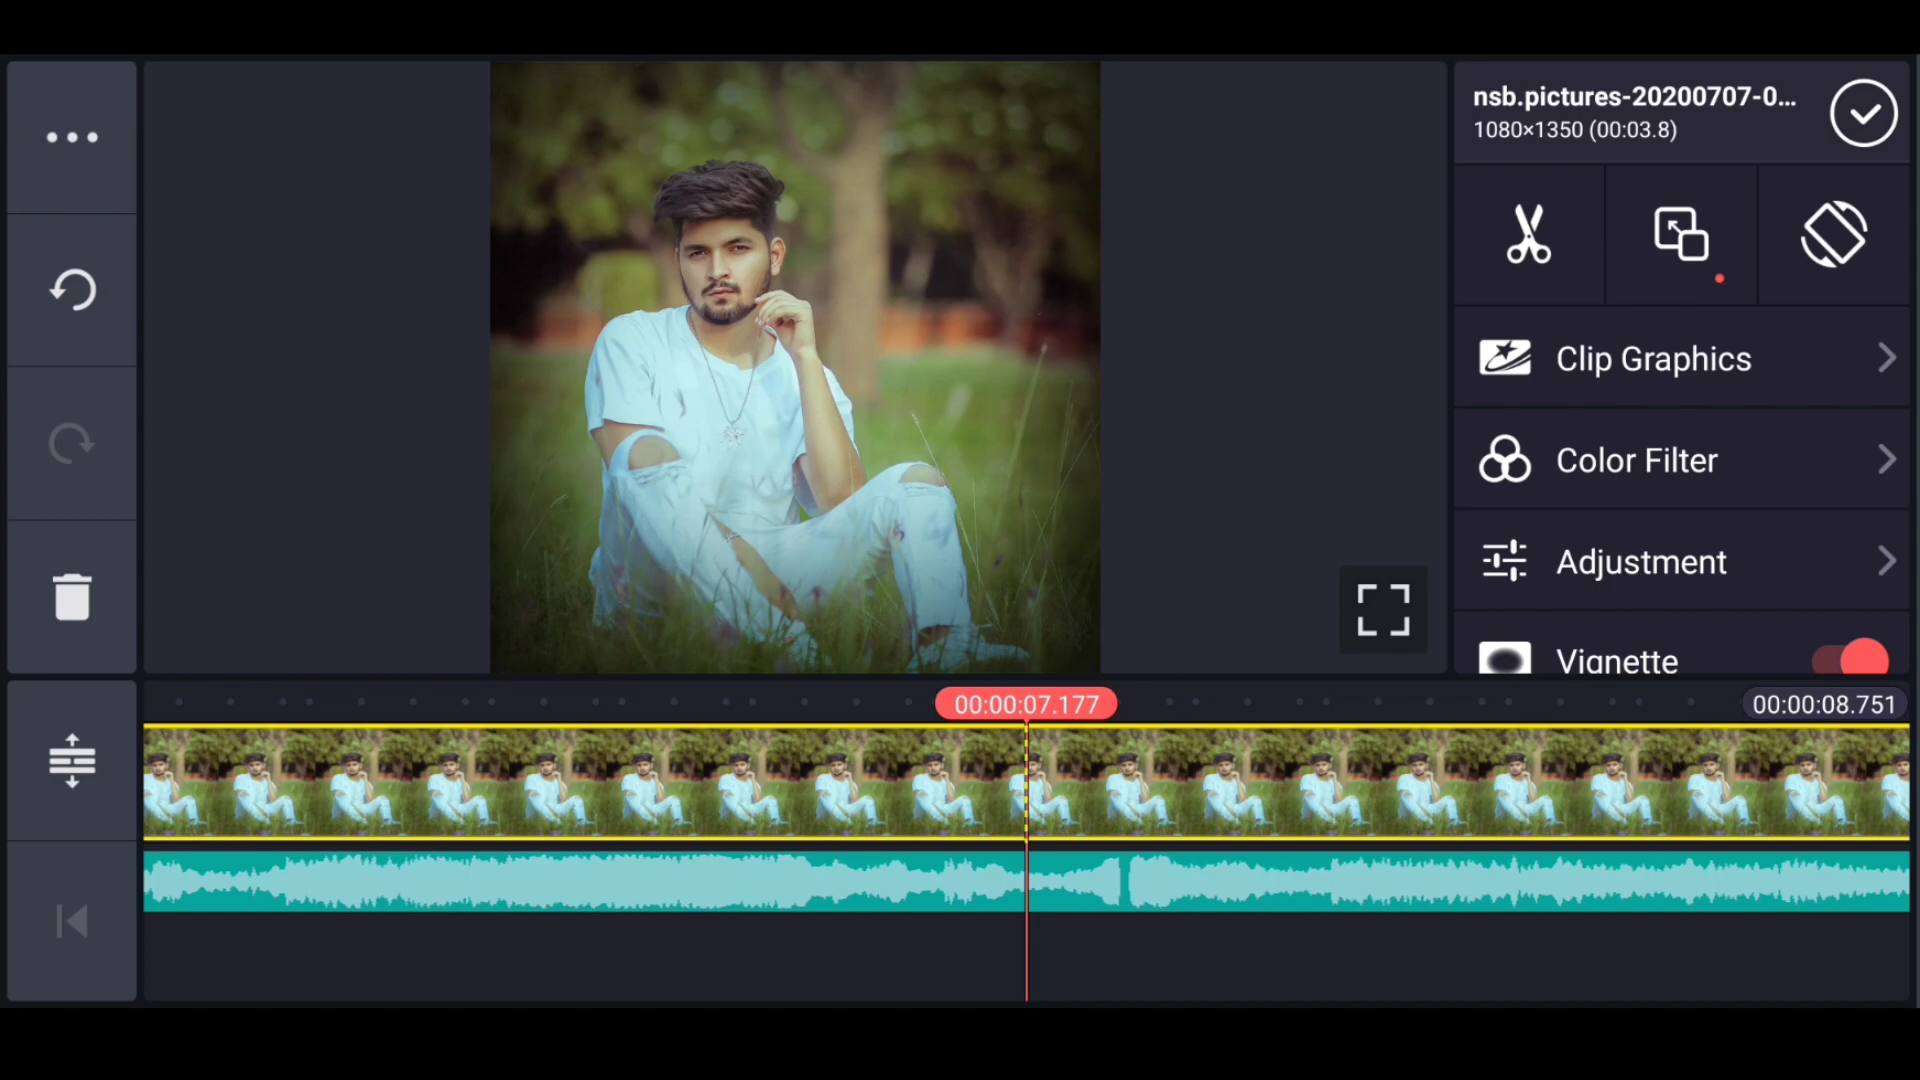 nsb.pictures-20200707-0...
1080×1350 (00:03.8)
Clip Graphics
Color Filter
Adjustment
Vignette
00:00:07.177
00:00:08.751